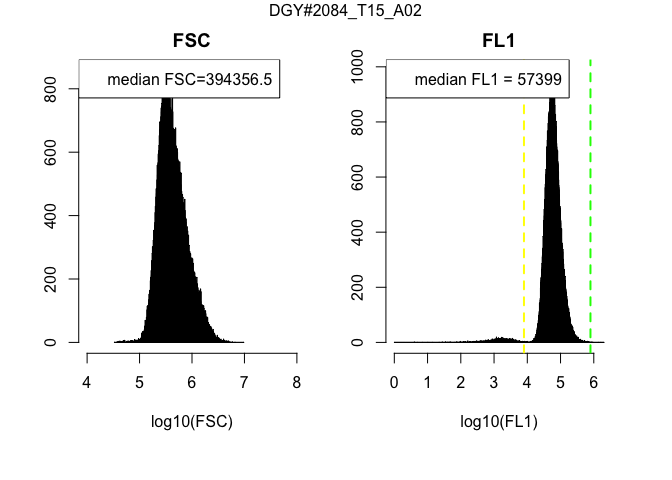 DGY#2084_T15_A02
FSC
median FSC=394356.5
0
200
400
600
800
4 5 6 7 8
log10(FSC)
FL1
median FL1 = 57399
0
200
400
600
800
1000
0 1 2 3 4 5 6
log10(FL1)